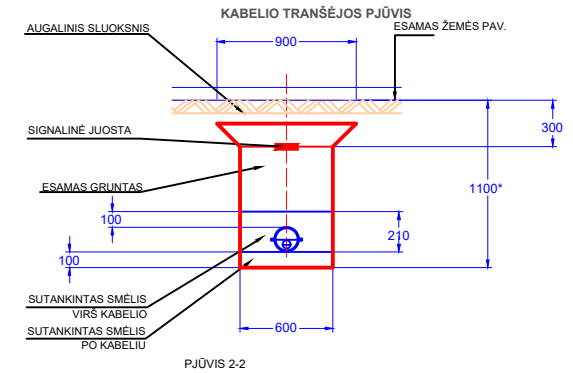 KABELIO TRANŠĖJOS PJŪVIS
AUGALINIS SLUOKSNIS
ESAMAS ŽEMĖS PAV.
900
300
SIGNALINĖ JUOSTA
ESAMAS GRUNTAS
1100*
100
210
100
SUTANKINTAS SMĖLIS
VIRŠ KABELIO
SUTANKINTAS SMĖLIS
PO KABELIU
600
PJŪVIS 2-2